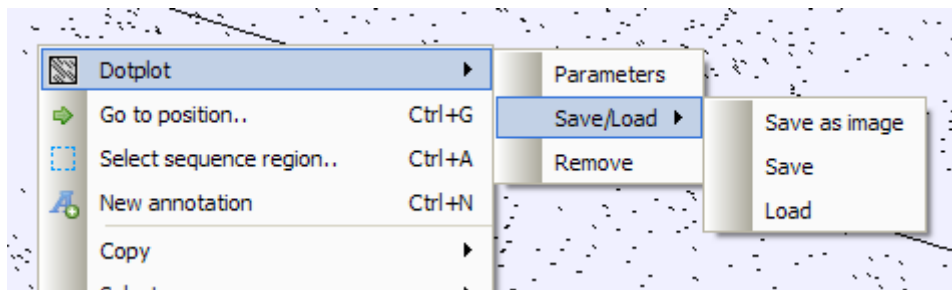 Dotplot
Go to position.. Ctrl+G
Select sequence region.. Ctrl+A
New annotation Ctrl+N
Copy
Parameters
Save/Load
Remove
Save as image
Save
Load